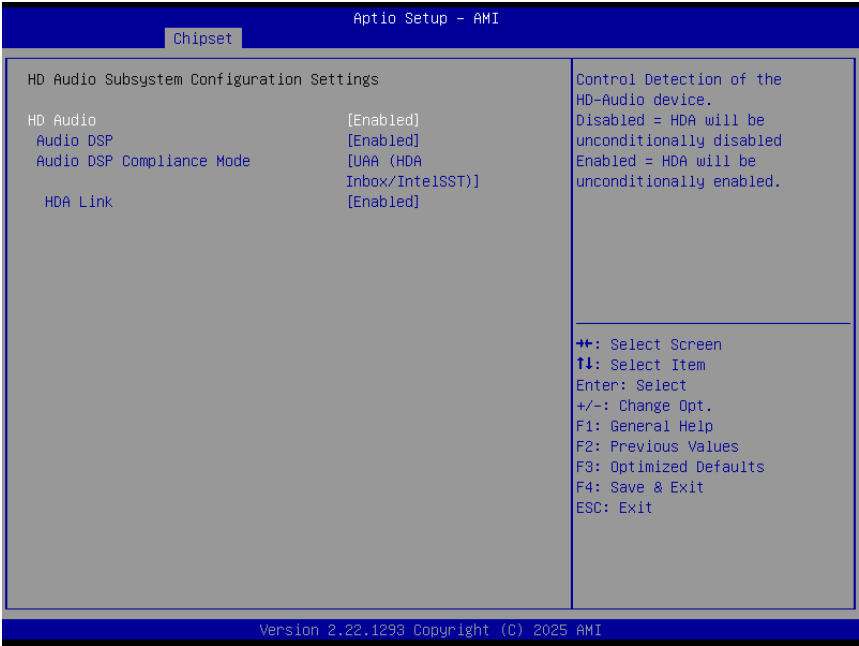 Aptio Setup – AMI
Chipset
HD Audio Subsystem Configuration Settings
HD Audio [Enabled]
Audio DSP [Enabled]
Audio DSP Compliance Mode [UAA (HDA
Inbox/IntelSST)]
HDA Link [Enabled]
Control Detection of the
HD-Audio device.
Disabled = HDA will be
unconditionally disabled
Enabled = HDA will be
unconditionally enabled.
→←: Select Screen
↑↓: Select Item
Enter: Select
+/-: Change Opt.
F1: General Help
F2: Previous Values
F3: Optimized Defaults
F4: Save & Exit
ESC: Exit
Version 2.22.1293 Copyright (C) 2025 AMI